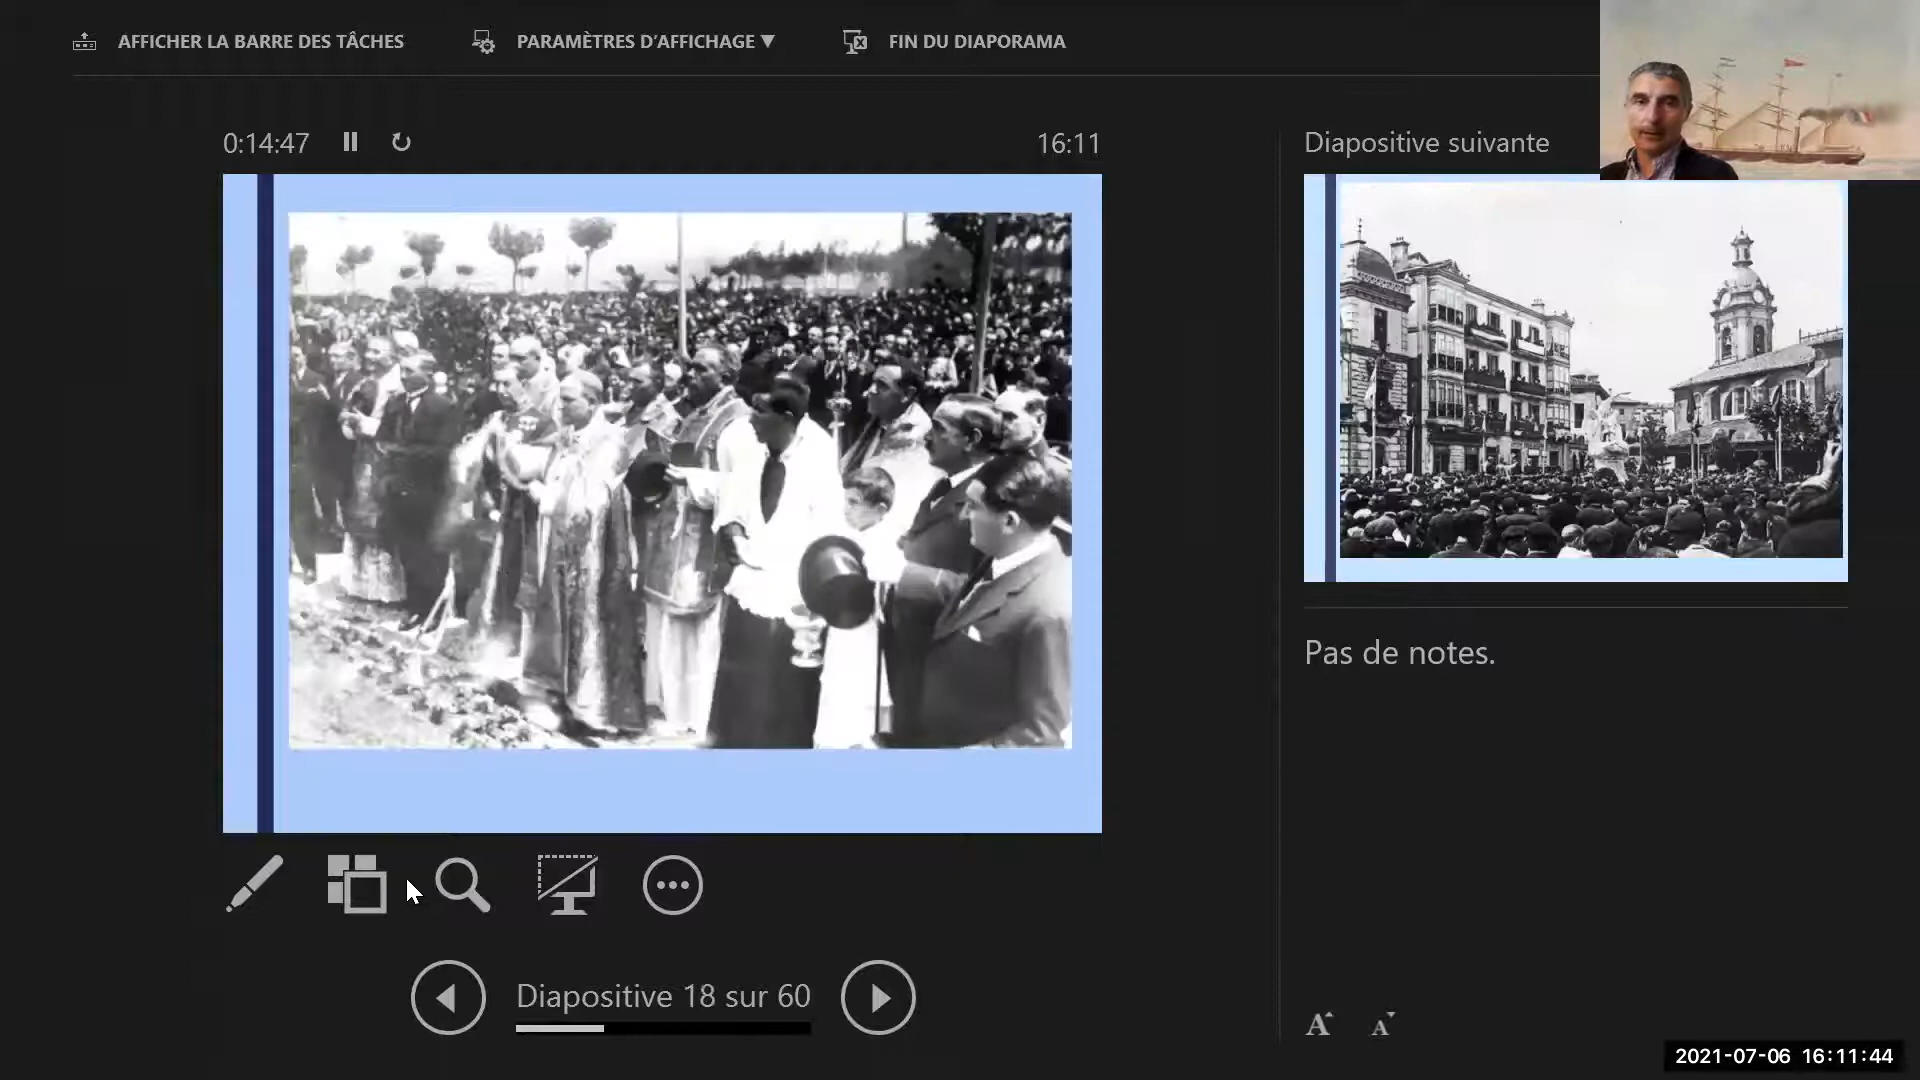 AFFICHER LA BARRE DES TÂCHES
PARAMÈTRES D'AFFICHAGE ▼
FIN DU DIAPORAMA
0:14:47
16:11
Diapositive suivante
Pas de notes.
Diapositive 18 sur 60
A A
2021-07-06 16:11:44